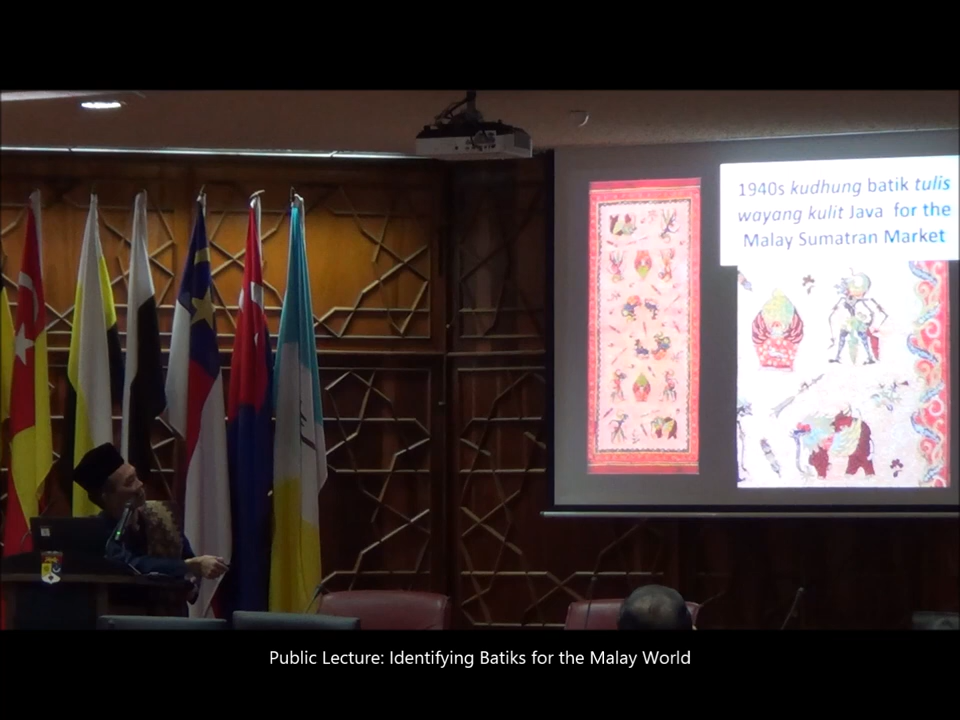 1940s kudhung batik tulis
wayang kulit Java for the
Malay Sumatran Market
Public Lecture: Identifying Batiks for the Malay World